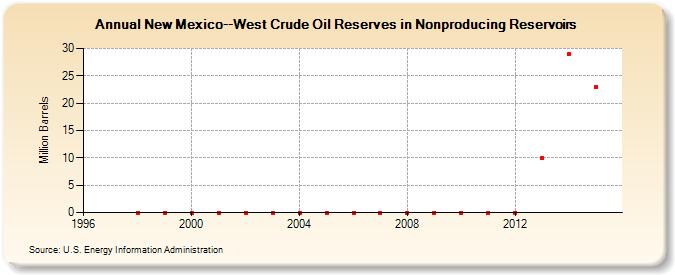 Annual New Mexico--West Crude Oil Reserves in Nonproducing Reservoirs
Million Barrels
30
25
20
15
10
5
0
1996 2000 2004 2008 2012
Source: U.S. Energy Information Administration